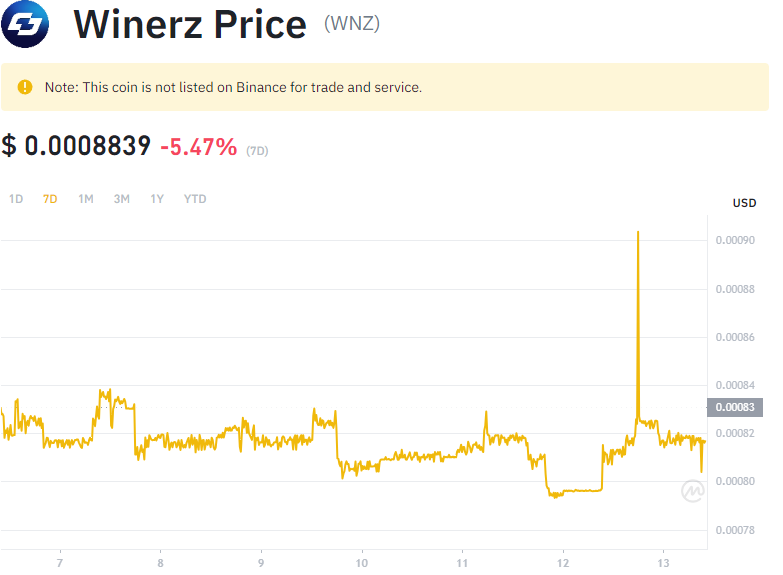 Winerz Price (WNZ)
Note: This coin is not listed on Binance for trade and service.
$ 0.0008839 -5.47% (7D)
1D 7D 1M 3M 1Y YTD
USD
0.00090
0.00088
0.00086
0.00084
0.00083
0.00082
0.00080
0.00078
7 8 9 10 11 12 13